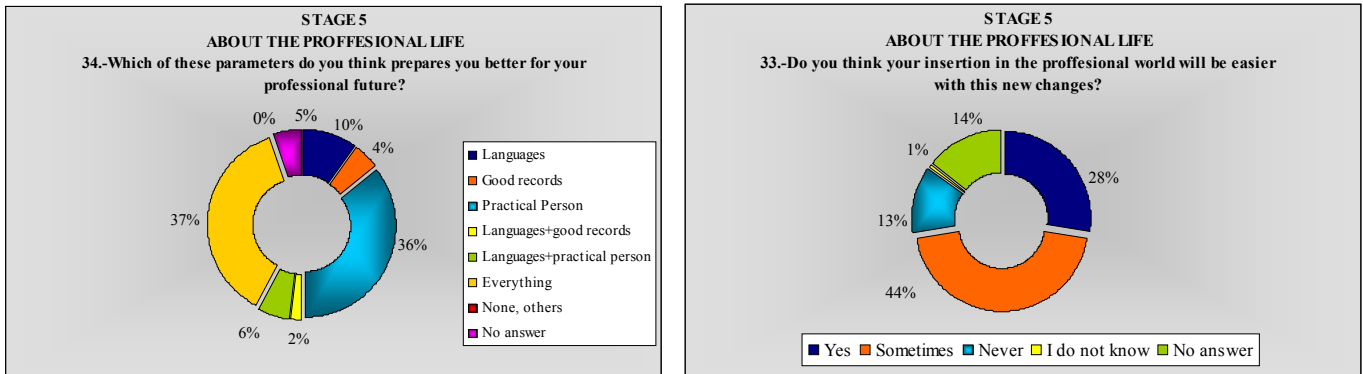 STAGE 5
ABOUT THE PROFFESIONAL LIFE
34.-Which of these parameters do you think prepares you better for your
professional future?
0%
5%
10%
4%
36%
2%
6%
37%
Languages
Good records
Practical Person
Languages+good records
Languages+practical person
Everything
None, others
No answer
STAGE 5
ABOUT THE PROFFESIONAL LIFE
33.-Do you think your insertion in the proffesional world will be easier
with this new changes?
14%
1%
28%
13%
44%
Yes Sometimes Never I do not know No answer